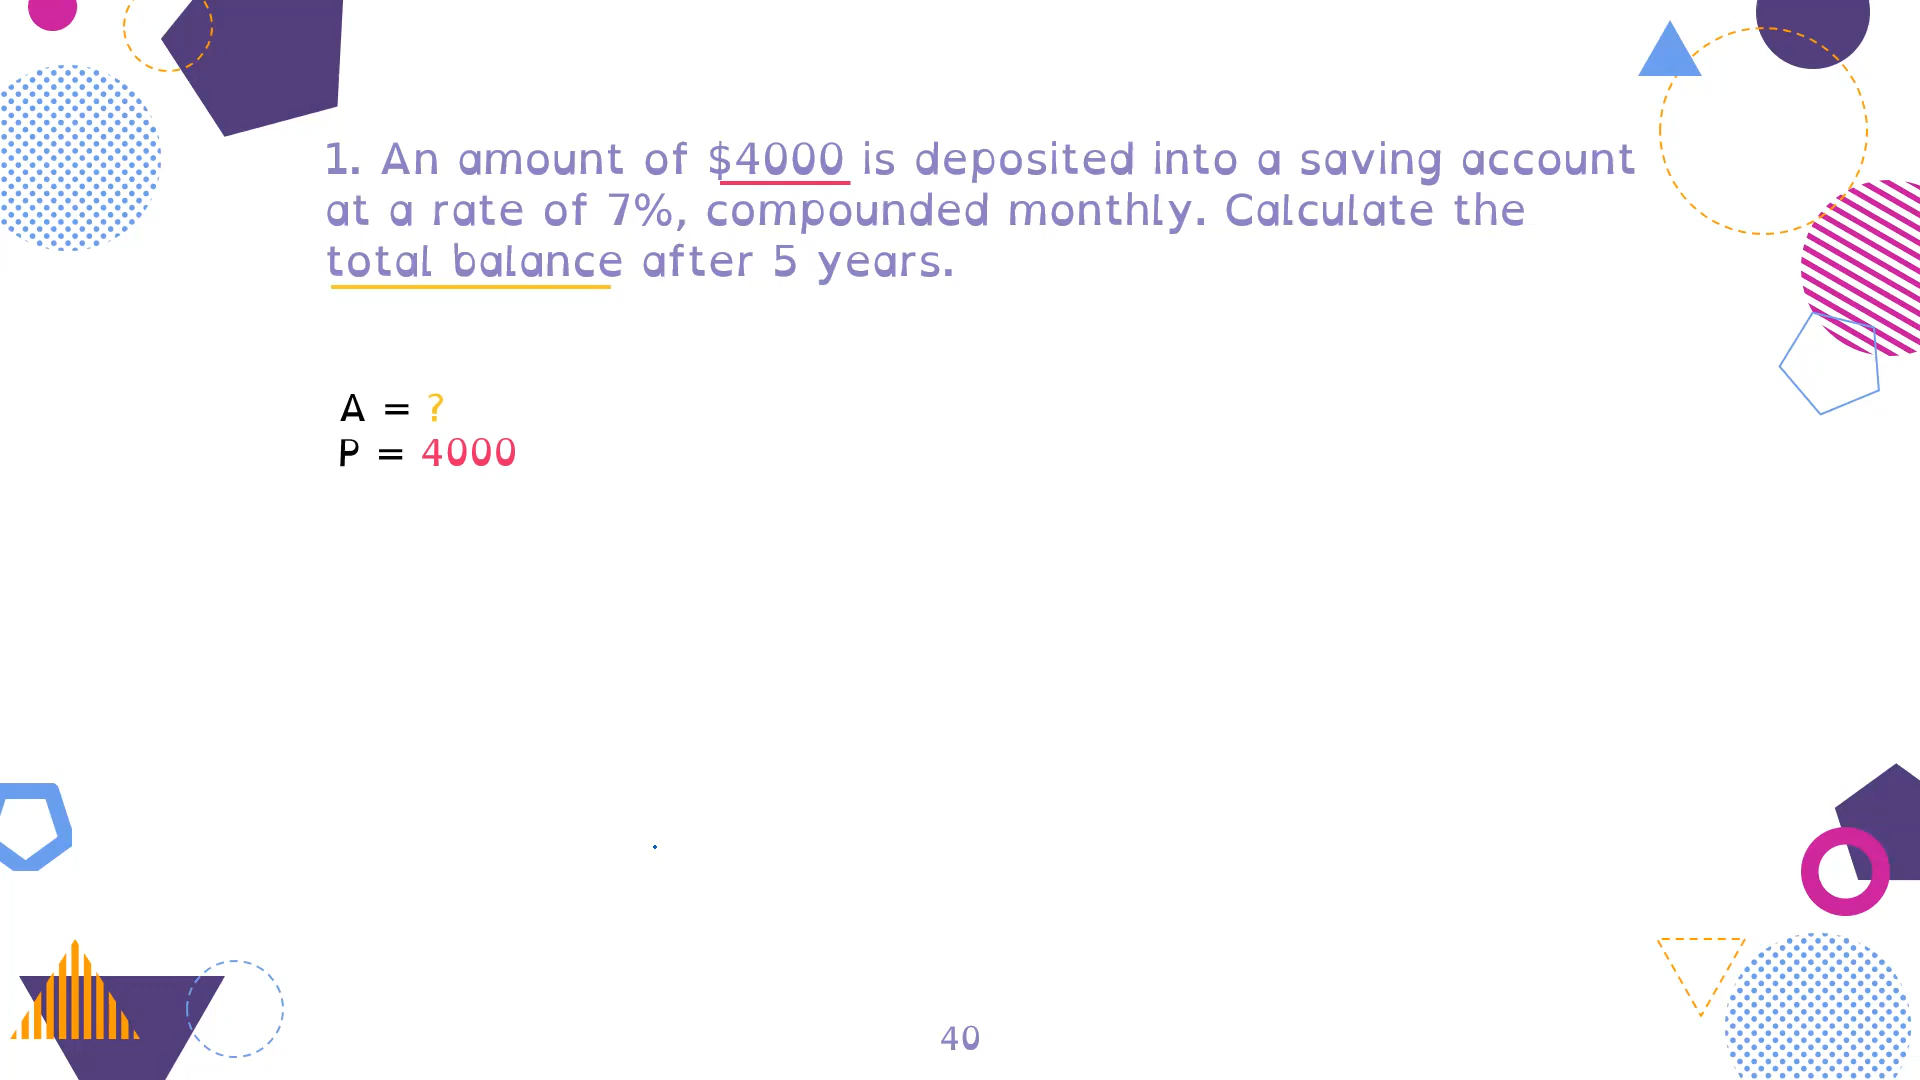 1. An amount of $4000 is deposited into a saving account
at a rate of 7%, compounded monthly. Calculate the
total balance after 5 years.
A = ?
P = 4000
40